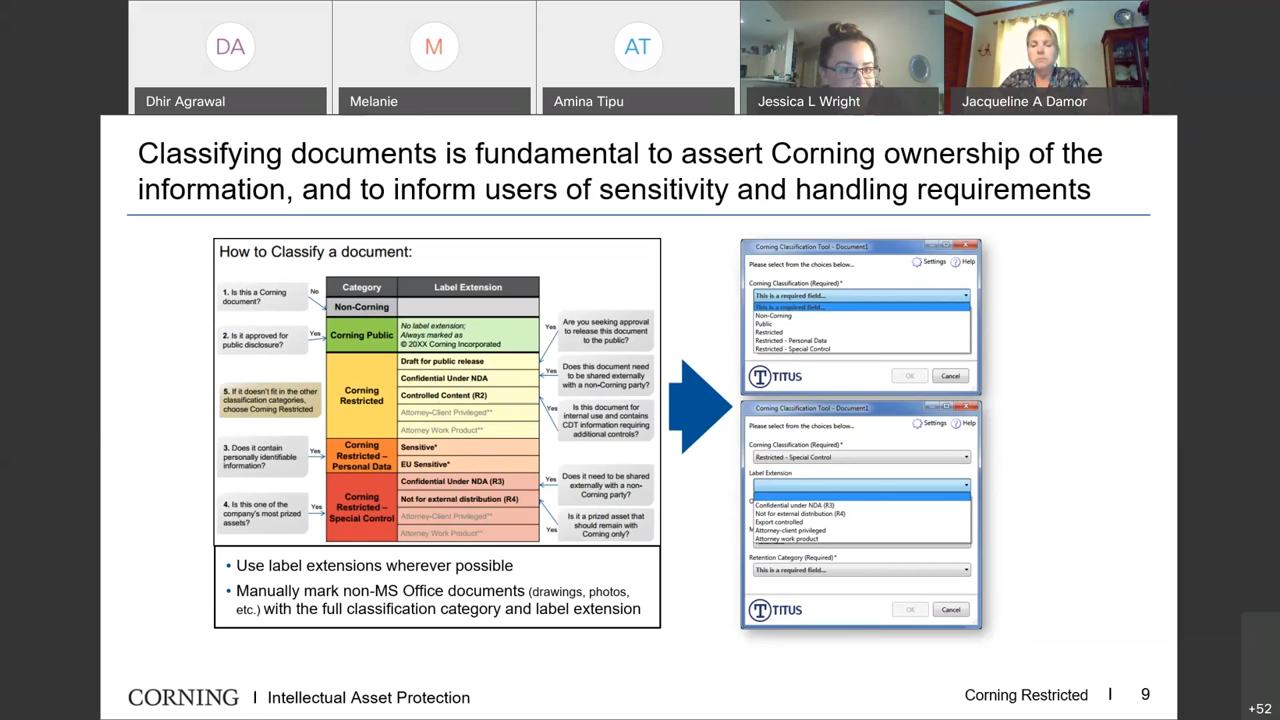 DA
M
AT
Dhir Agrawal
Melanie
Amina Tipu
Jessica L Wright
Jacqueline A Damor
Classifying documents is fundamental to assert Corning ownership of the
information, and to inform users of sensitivity and handling requirements
How to Classify a document:
Category
Label Extension
1. Is this a Corning
document?
No
Non-Corning
2. Is it approved for
public disclosure?
Yes
Corning Public
No label extension;
Always marked as
© 20XX Corning Incorporated
5. If it doesn't fit in the other
classification categories,
choose Corning Restricted
Corning
Restricted
Draft for public release
Confidential Under NDA
Controlled Content (R2)
Attorney-Client Privileged**
Attorney Work Product**
3. Does it contain
personally identifiable
information?
Yes
Corning
Restricted –
Personal Data
Sensitive*
EU Sensitive*
4. Is this one of the
company's most prized
assets?
Yes
Corning
Restricted –
Special Control
Confidential Under NDA (R3)
Not for external distribution (R4)
Attorney-Client Privileged**
Attorney Work Product**
Yes
Are you seeking approval
to release this document
to the public?
Yes
Does this document need
to be shared externally
with a non-Corning party?
Yes
Is this document for
internal use and contains
CDT information requiring
additional controls?
Yes
Does it need to be shared
externally with a non-
Corning party?
Yes
Is it a prized asset that
should remain with
Corning only?
• Use label extensions wherever possible
• Manually mark non-MS Office documents (drawings, photos,
etc.) with the full classification category and label extension
Corning Classification Tool - Document1
Please select from the choices below...
Settings
Help
Corning Classification (Required) *
This is a required field...
This is a required field...
Non-Corning
Public
Restricted
Restricted - Personal Data
Restricted - Special Control
TITUS
OK
Cancel
Corning Classification Tool - Document1
Please select from the choices below...
Settings
Help
Corning Classification (Required) *
Restricted - Special Control
Label Extension
Confidential under NDA (R3)
Not for external distribution (R4)
Export controlled
Attorney-client privileged
Attorney work product
Retention Category (Required) *
This is a required field...
TITUS
OK
Cancel
CORNING | Intellectual Asset Protection
Corning Restricted | 9
+52